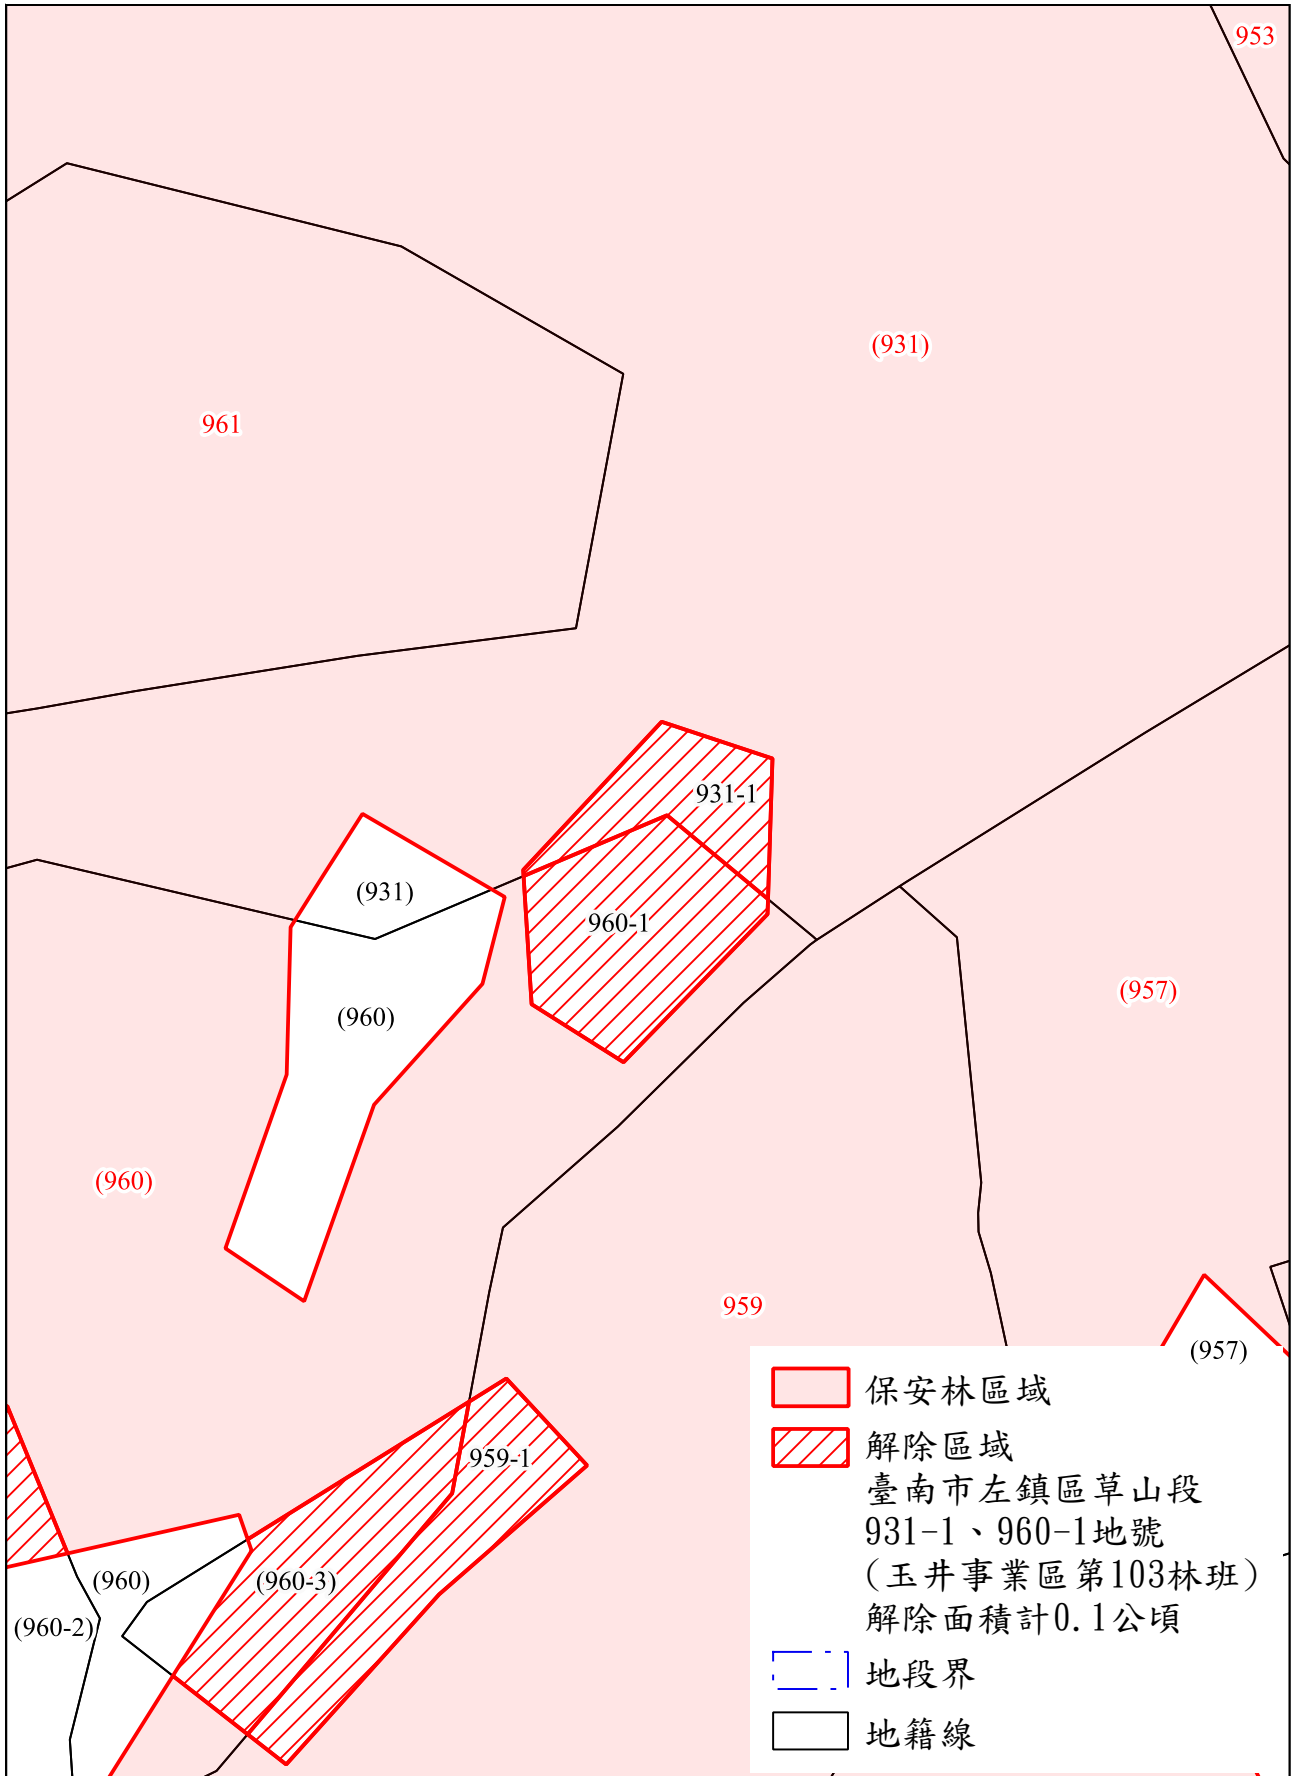 953
(931)
961
931-1
(931)
960-1
(957)
(960)
(960)
959
(957)
959-1
(960)
(960-3)
(960-2)
保安林區域
解除區域
臺南市左鎮區草山段
931-1、960-1地號
(玉井事業區第103林班)
解除面積計0.1公頃
地段界
地籍線